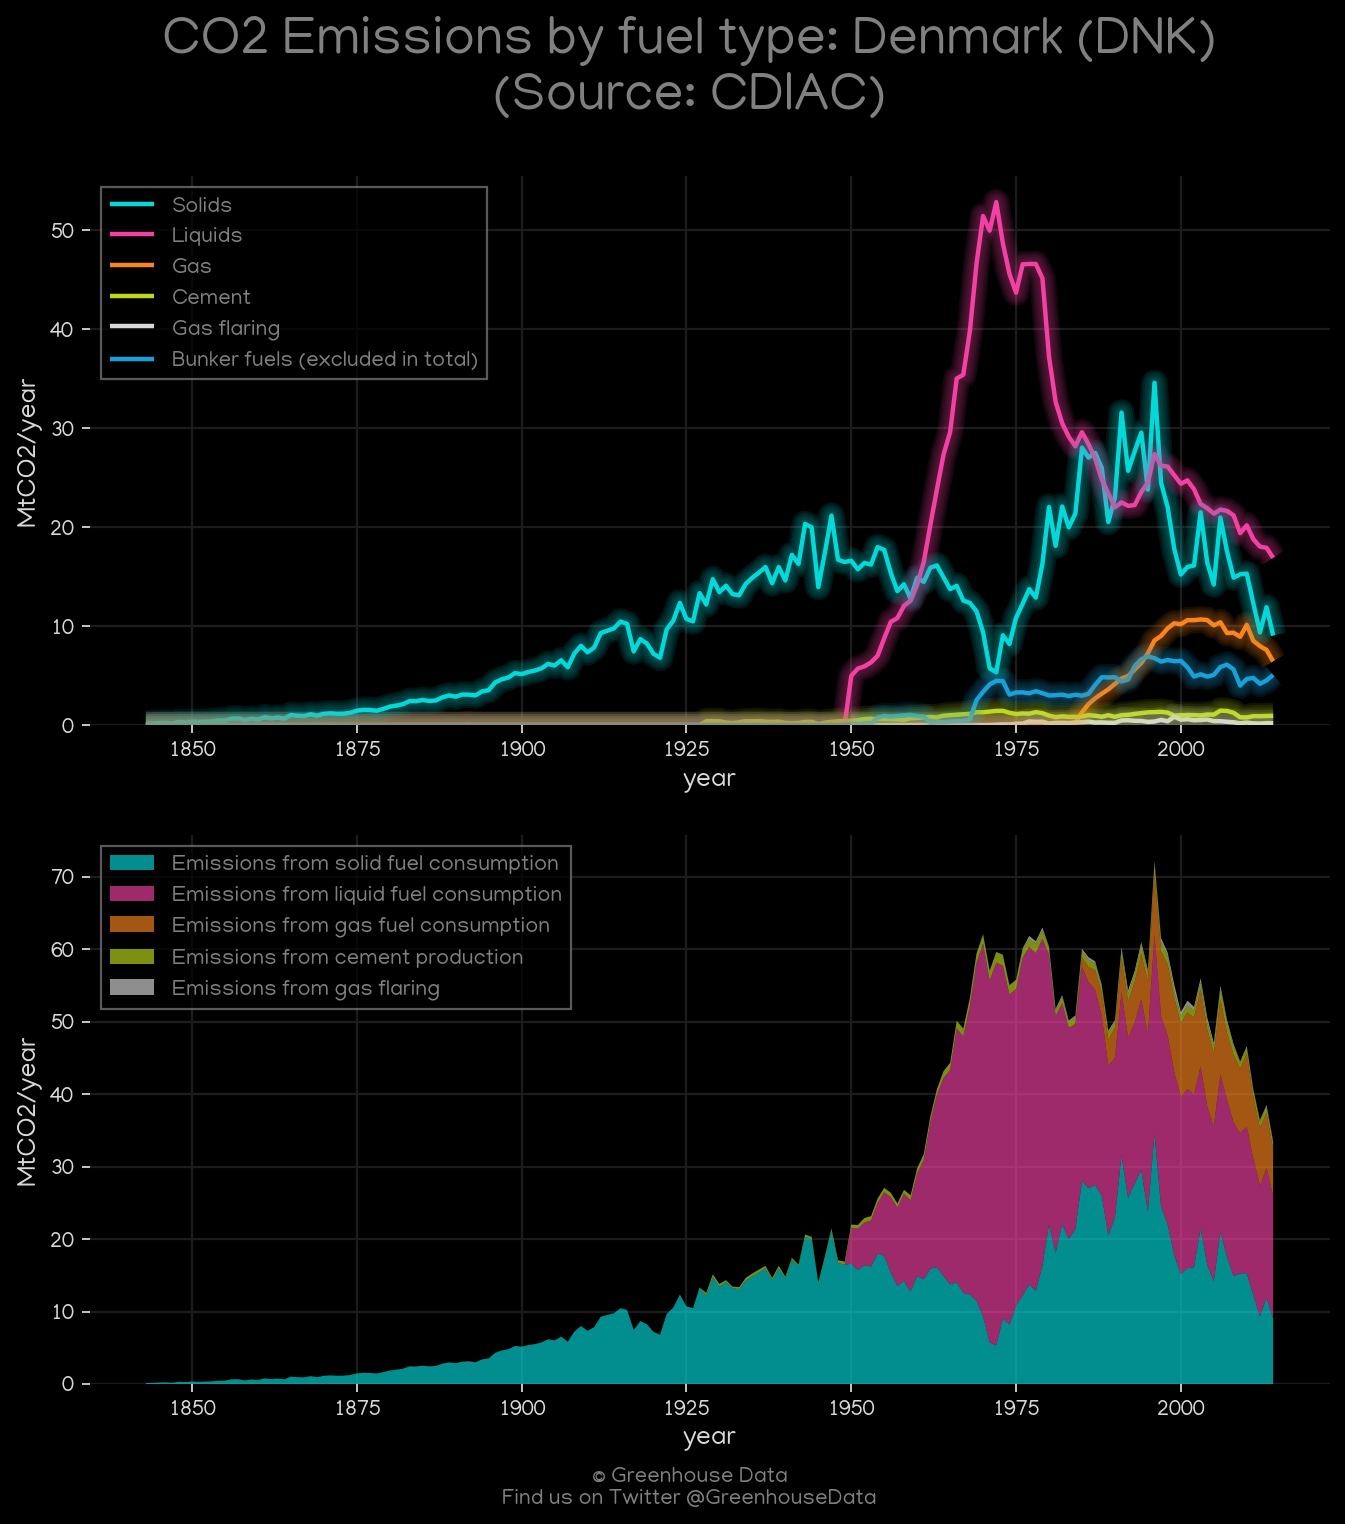 CO2 Emissions by fuel type: Denmark (DNK)
(Source: CDIAC)
Solids
Liquids
Gas
Cement
Gas flaring
Bunker fuels (excluded in total)
MtCO2/year
50
40
30
20
10
0
1850 1875 1900 1925 1950 1975 2000
year
Emissions from solid fuel consumption
Emissions from liquid fuel consumption
Emissions from gas fuel consumption
Emissions from cement production
Emissions from gas flaring
MtCO2/year
70
60
50
40
30
20
10
0
1850 1875 1900 1925 1950 1975 2000
year
© Greenhouse Data
Find us on Twitter @GreenhouseData